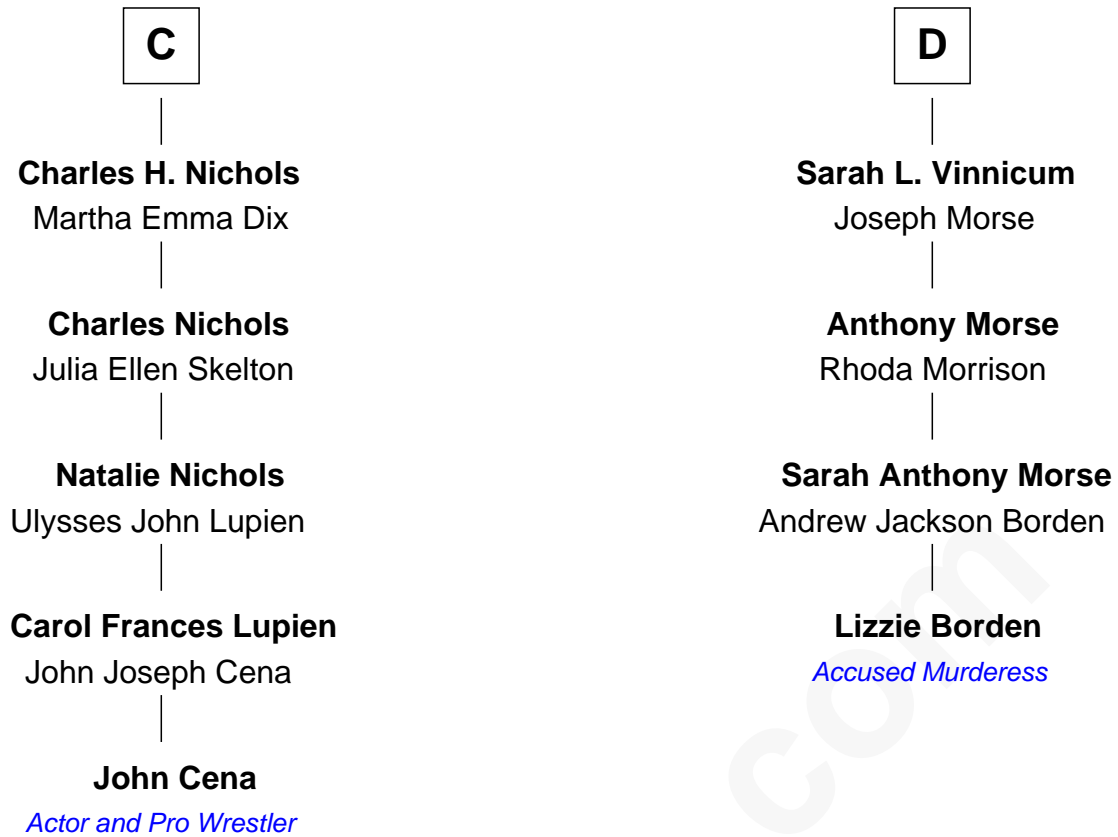 C
Charles H. Nichols
Martha Emma Dix
Charles Nichols
Julia Ellen Skelton
Natalie Nichols
Ulysses John Lupien
Carol Frances Lupien
John Joseph Cena
John Cena
Actor and Pro Wrestler
D
Sarah L. Vinnicum
Joseph Morse
Anthony Morse
Rhoda Morrison
Sarah Anthony Morse
Andrew Jackson Borden
Lizzie Borden
Accused Murderess
com